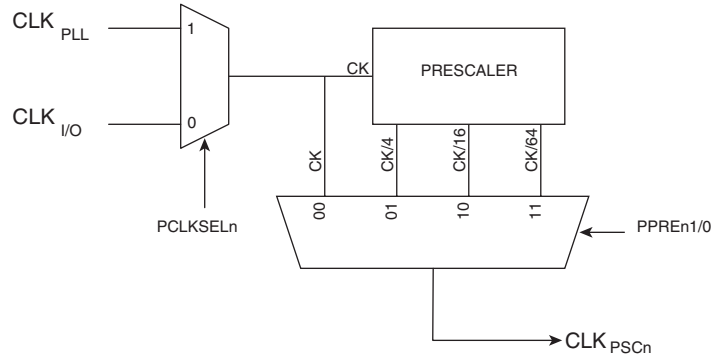 CLK PLL
1
CK
PRESCALER
CLK I/O
0
CK
CK/4
CK/16
CK/64
PCLKSELn
00
01
10
11
PPREn1/0
CLK PSCn